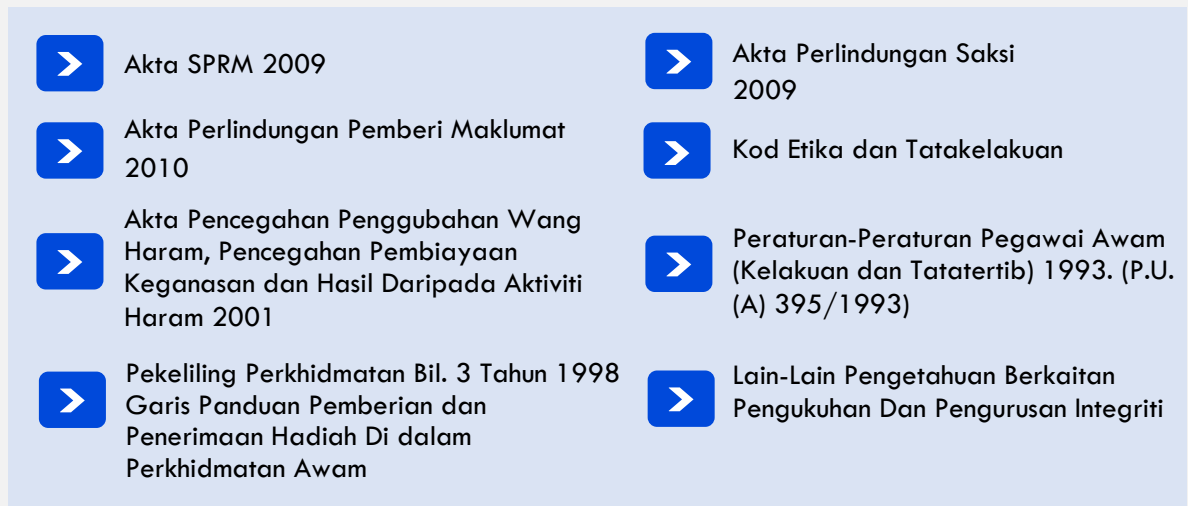 Akta SPRM 2009
Akta Perlindungan Saksi
2009
Akta Perlindungan Pemberi Maklumat
2010
Kod Etika dan Tatakelakuan
Akta Pencegahan Penggubahan Wang
Haram, Pencegahan Pembiayaan
Keganasan dan Hasil Daripada Aktiviti
Haram 2001
Peraturan-Peraturan Pegawai Awam
(Kelakuan dan Tatatertib) 1993. (P.U.
(A) 395/1993)
Pekeliling Perkhidmatan Bil. 3 Tahun 1998
Garis Panduan Pemberian dan
Penerimaan Hadiah Di dalam
Perkhidmatan Awam
Lain-Lain Pengetahuan Berkaitan
Pengukuhan Dan Pengurusan Integriti